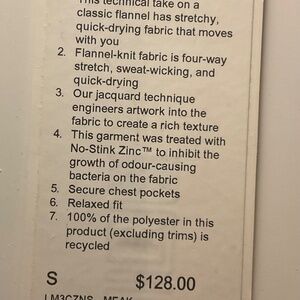 This technical take on a
classic flannel has stretchy,
quick-drying fabric that moves
with you
2. Flannel-knit fabric is four-way
stretch, sweat-wicking, and
quick-drying
3. Our jacquard technique
engineers artwork into the
fabric to create a rich texture
4. This garment was treated with
No-Stink Zinc™ to inhibit the
growth of odour-causing
bacteria on the fabric
5. Secure chest pockets
6. Relaxed fit
7. 100% of the polyester in this
product (excluding trims) is
recycled
S $128.00